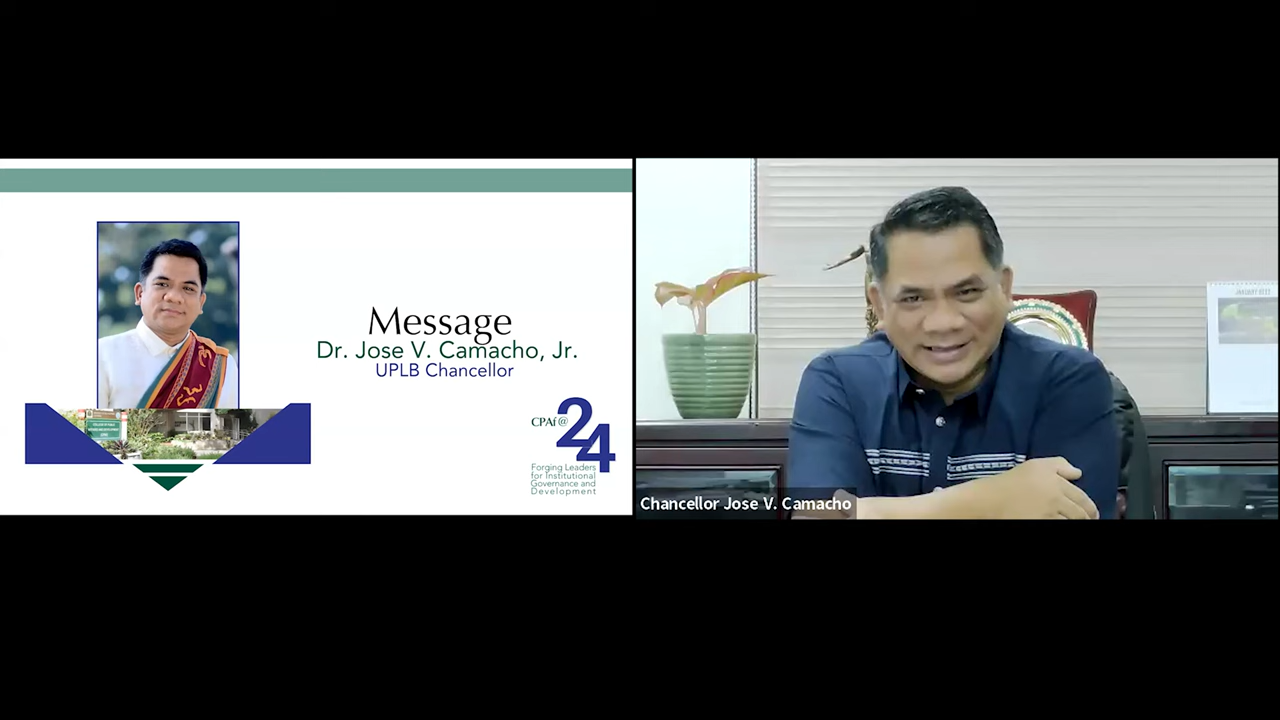 Message
Dr. Jose V. Camacho, Jr.
UPLB Chancellor
CPAf@24
Forging Leaders
for Institutional
Governance and
Development
Chancellor Jose V. Camacho